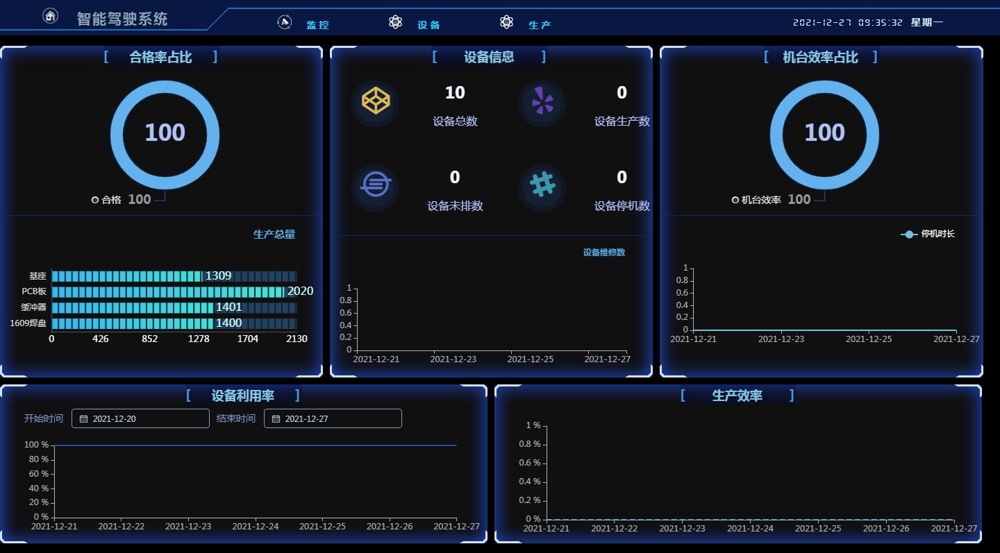 智能驾驶系统
监控 设备 生产
2021-12-27 09:35:32 星期一
[ 合格率占比 ]
100
合格 100
生产总量
基座 1309
PCB板 2020
缓冲器 1401
1609焊盘 1400
0 426 852 1278 1704 2130
[ 设备信息 ]
10 0
设备总数 设备生产数
0 0
设备未排数 设备停机数
设备维修数
1
0.8
0.6
0.4
0.2
0
2021-12-21 2021-12-23 2021-12-25 2021-12-27
[ 机台效率占比 ]
100
机台效率 100
停机时长
1
0.8
0.6
0.4
0.2
0
2021-12-21 2021-12-23 2021-12-25 2021-12-27
[ 设备利用率 ]
开始时间 2021-12-20 结束时间 2021-12-27
100 %
80 %
60 %
40 %
20 %
0 %
2021-12-21 2021-12-22 2021-12-23 2021-12-24 2021-12-25 2021-12-26 2021-12-27
[ 生产效率 ]
1 %
0.8 %
0.6 %
0.4 %
0.2 %
0 %
2021-12-21 2021-12-22 2021-12-23 2021-12-24 2021-12-25 2021-12-26 2021-12-27